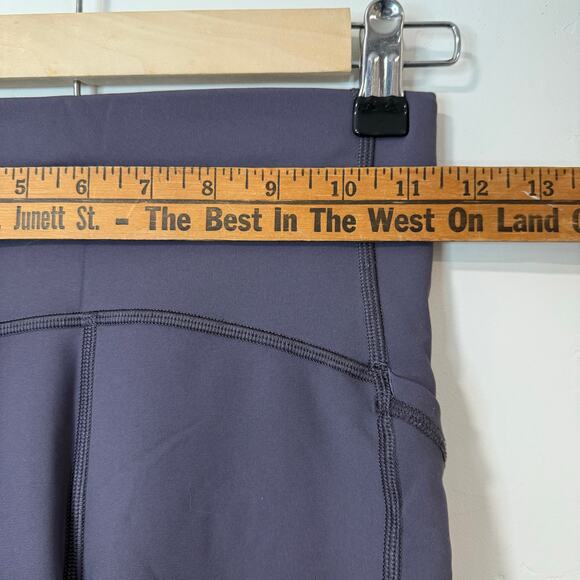 5 6 7 8 9 10 11 12 13
Junett St. – The Best In The West On Land